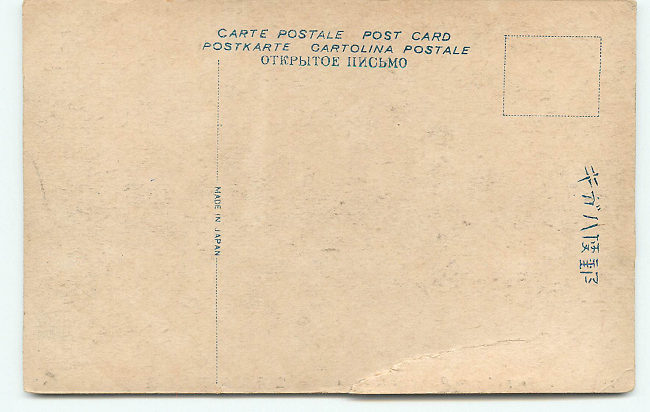 CARTE POSTALE POST CARD
POSTKARTE CARTOLINA POSTALE
ОТКРЫТОЕ ПИСЬМО
MADE IN JAPAN
郵便ハガキ